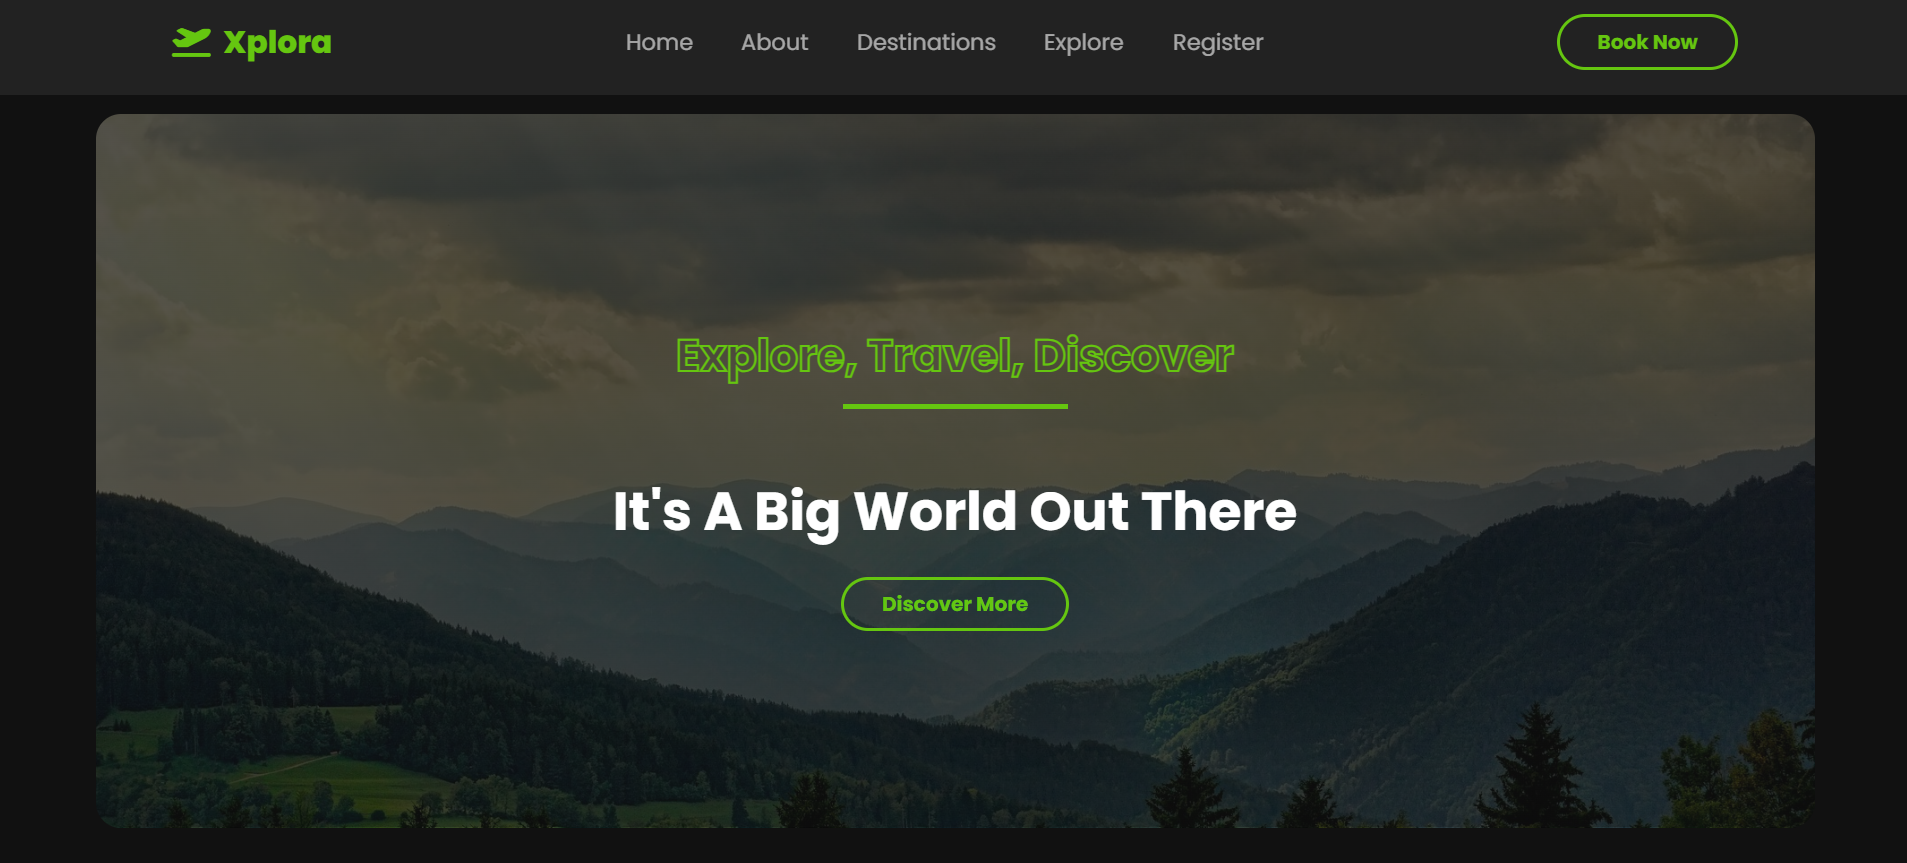 Xplora
Home About Destinations Explore Register
Book Now
Explore, Travel, Discover
It's A Big World Out There
Discover More